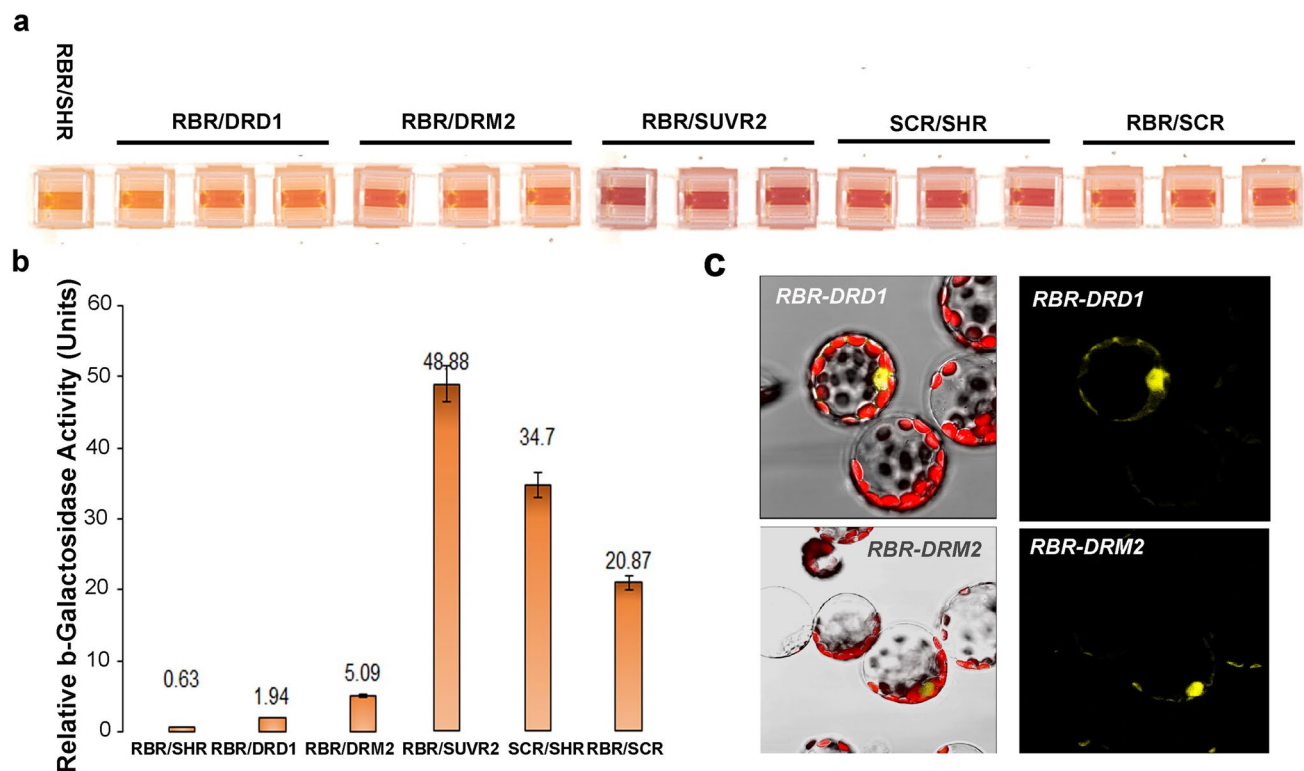 a
RBR/SHR
RBR/DRD1
RBR/DRM2
RBR/SUVR2
SCR/SHR
RBR/SCR
b
Relative b-Galactosidase Activity (Units)
60
50
40
30
20
10
0
0.63
1.94
5.09
48.88
34.7
20.87
RBR/SHR
RBR/DRD1
RBR/DRM2
RBR/SUVR2
SCR/SHR
RBR/SCR
c
RBR-DRD1
RBR-DRD1
RBR-DRM2
RBR-DRM2